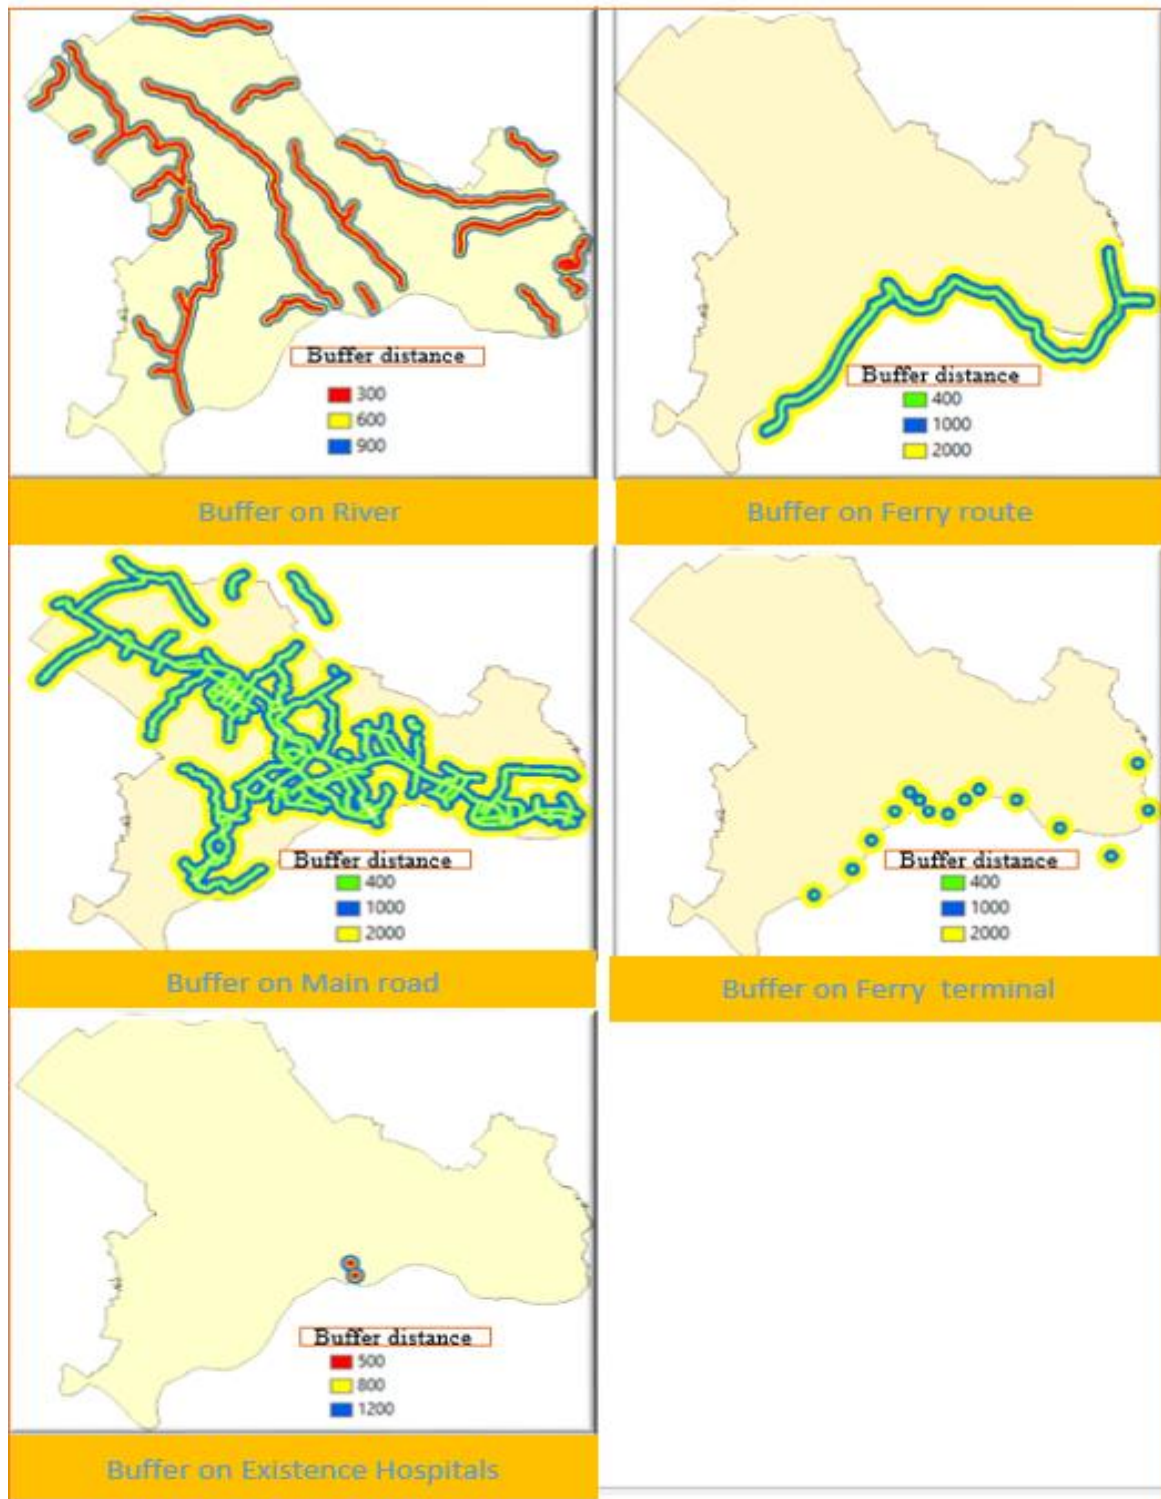 Buffer distance
300
600
900
Buffer on River
Buffer distance
400
1000
2000
Buffer on Ferry route
Buffer distance
400
1000
2000
Buffer on Main road
Buffer distance
400
1000
2000
Buffer on Ferry terminal
Buffer distance
500
800
1200
Buffer on Existence Hospitals